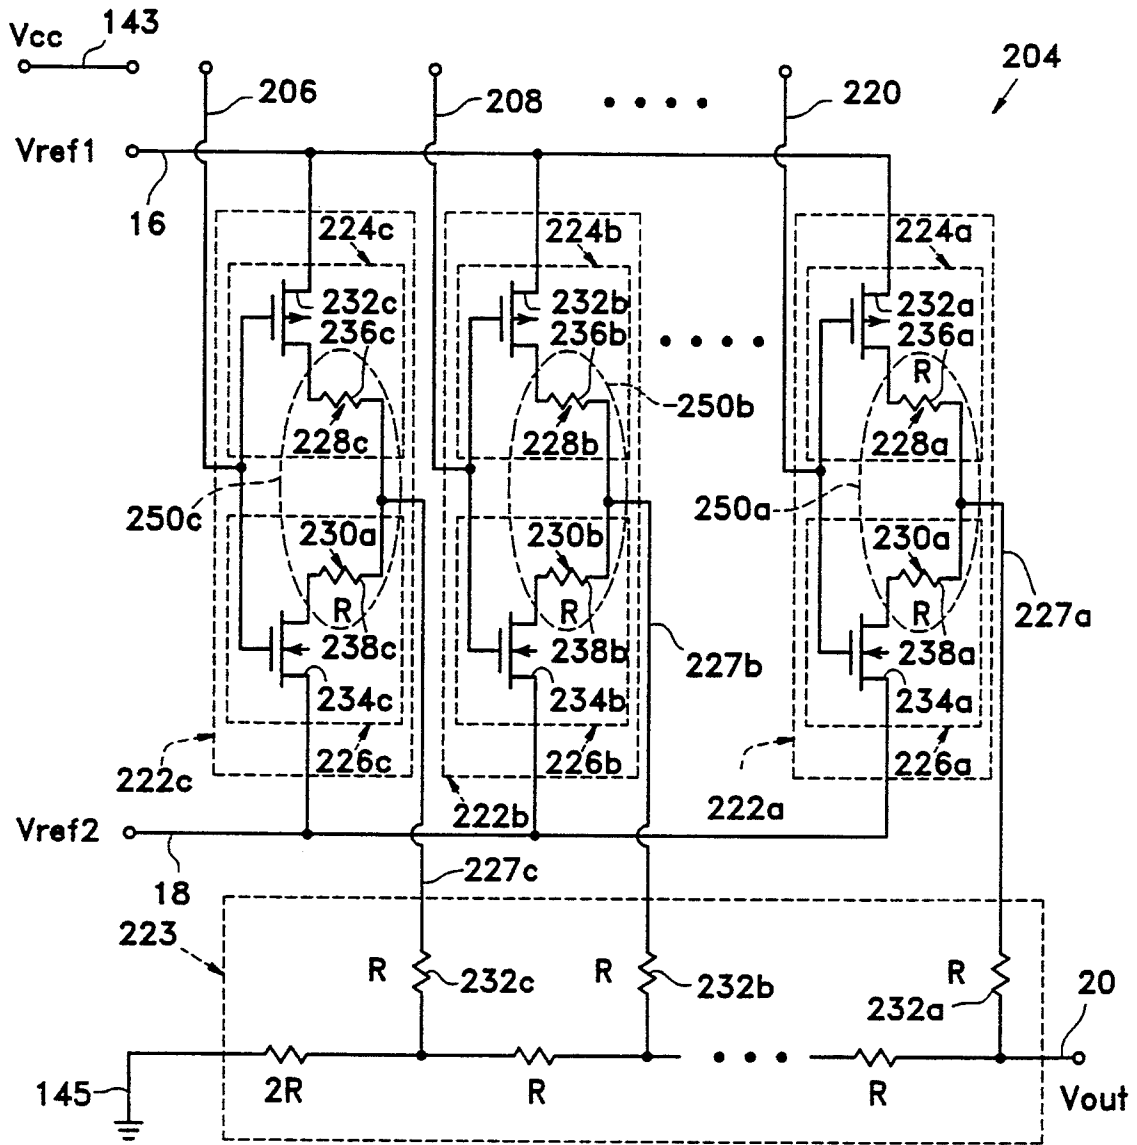 Vcc
143
206
208
220
204
Vref1
16
224c
224b
224a
232c
232b
232a
236c
236b
236a
R
250b
228c
228b
228a
250c
250a
230a
230b
230a
R
R
R
227a
238c
238b
238a
227b
234c
234b
234a
222c
226c
226b
226a
222b
222a
Vref2
18
227c
223
R
232c
R
232b
R
232a
20
145
2R
R
R
Vout